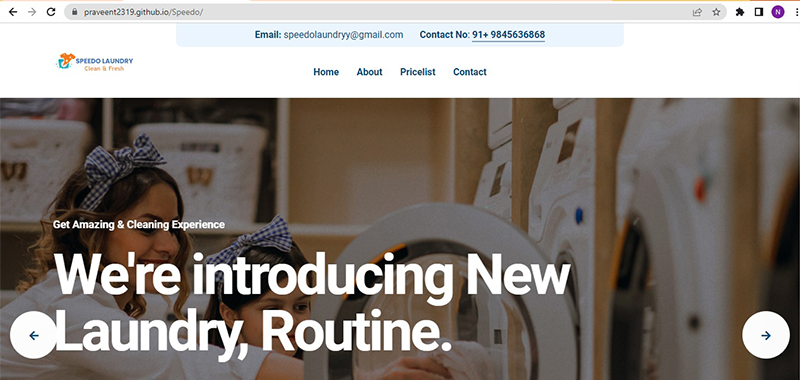 praveent2319.github.io/Speedo/
N
Email: speedolaundryy@gmail.com Contact No: 91+ 9845636868
SPEEDO LAUNDRY
Clean & Fresh
Home About Pricelist Contact
Get Amazing & Cleaning Experience
We're introducing New
Laundry, Routine.